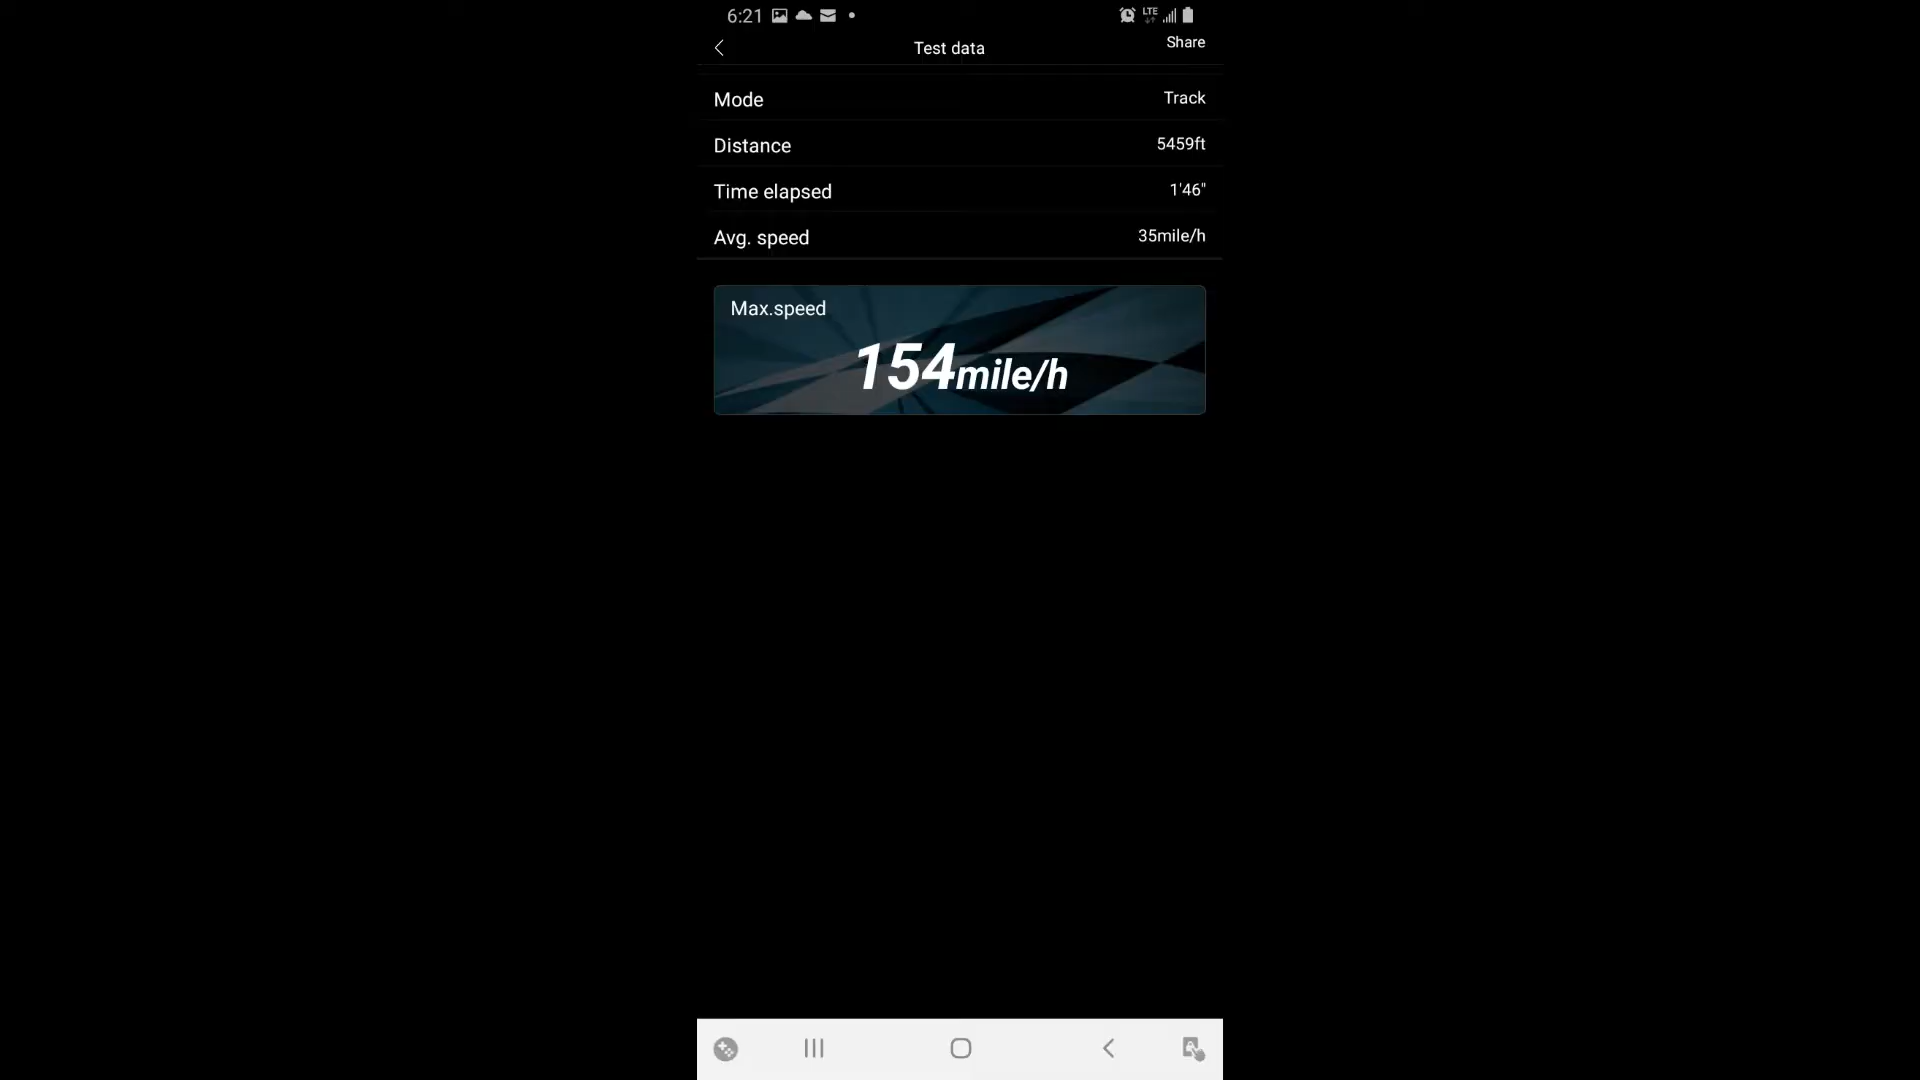 6:21
LTE
Test data
Share
Mode Track
Distance 5459ft
Time elapsed 1'46"
Avg. speed 35mile/h
Max.speed
154mile/h